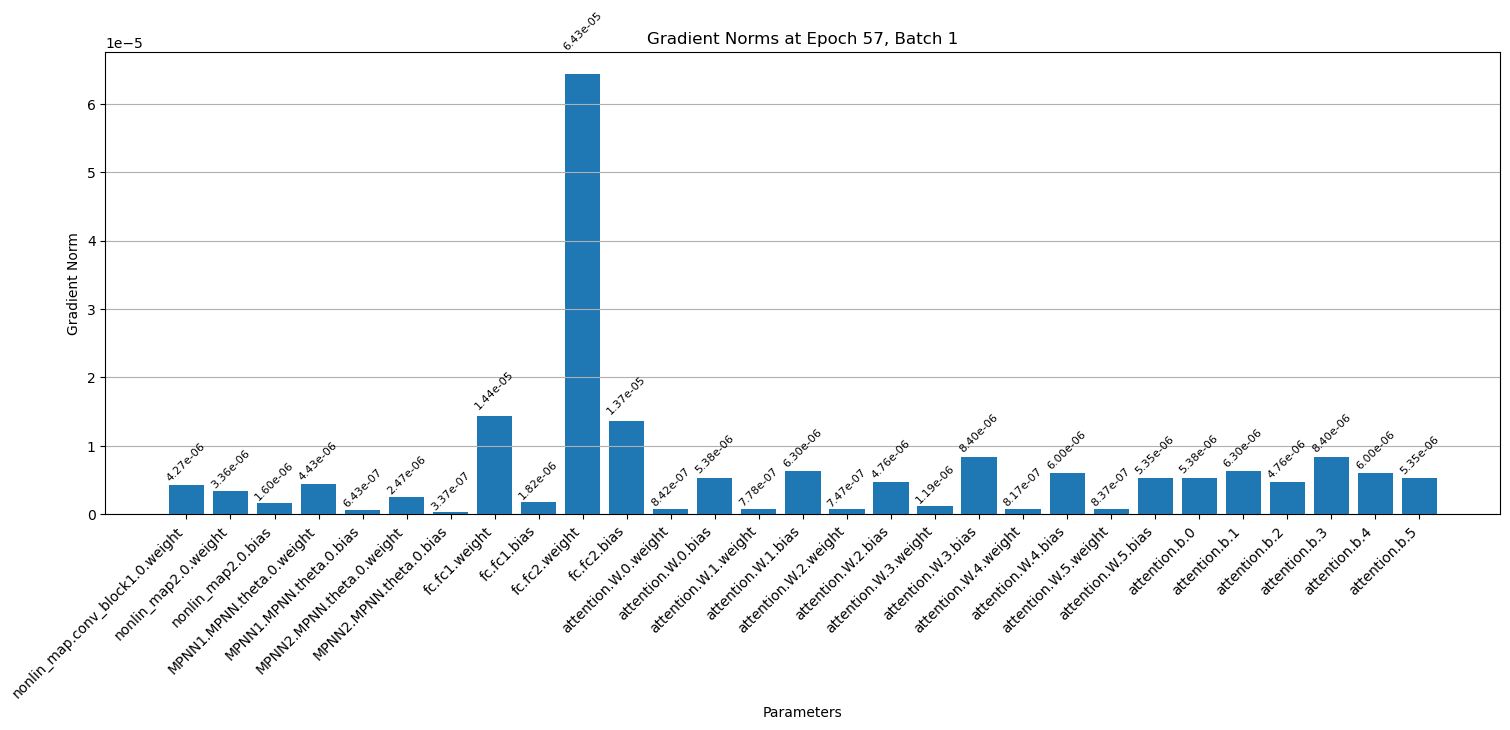 Gradient Norms at Epoch 57, Batch 1
1e−5
Gradient Norm
6
5
4
3
2
1
0
4.27e-06
3.36e-06
1.60e-06
4.43e-06
6.43e-07
2.47e-06
3.37e-07
1.44e-05
1.82e-06
6.43e-05
1.37e-05
8.42e-07
5.38e-06
7.78e-07
6.30e-06
7.47e-07
4.76e-06
1.19e-06
8.40e-06
8.17e-07
6.00e-06
8.37e-07
5.35e-06
5.38e-06
6.30e-06
4.76e-06
8.40e-06
6.00e-06
5.35e-06
nonlin_map.conv_block1.0.weight
nonlin_map2.0.weight
nonlin_map2.0.bias
MPNN1.MPNN.theta.0.weight
MPNN1.MPNN.theta.0.bias
MPNN2.MPNN.theta.0.weight
MPNN2.MPNN.theta.0.bias
fc.fc1.weight
fc.fc1.bias
fc.fc2.weight
fc.fc2.bias
attention.W.0.weight
attention.W.0.bias
attention.W.1.weight
attention.W.1.bias
attention.W.2.weight
attention.W.2.bias
attention.W.3.weight
attention.W.3.bias
attention.W.4.weight
attention.W.4.bias
attention.W.5.weight
attention.W.5.bias
attention.b.0
attention.b.1
attention.b.2
attention.b.3
attention.b.4
attention.b.5
Parameters